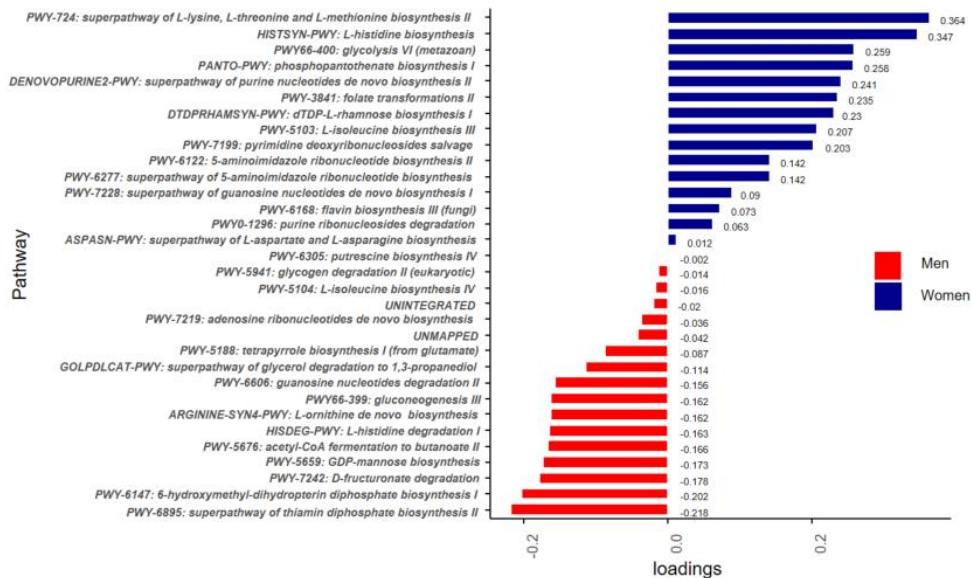 PWY-724: superpathway of L-lysine, L-threonine and L-methionine biosynthesis II 0.364
HISTSYN-PWY: L-histidine biosynthesis 0.347
PWY66-400: glycolysis VI (metazoan) 0.259
PANTO-PWY: phosphopantothenate biosynthesis I 0.258
DENOVOPURINE2-PWY: superpathway of purine nucleotides de novo biosynthesis II 0.241
PWY-3841: folate transformations II 0.235
DTDPRHAMSYN-PWY: dTDP-L-rhamnose biosynthesis I 0.23
PWY-5103: L-isoleucine biosynthesis III 0.207
PWY-7199: pyrimidine deoxyribonucleosides salvage 0.203
PWY-6122: 5-aminoimidazole ribonucleotide biosynthesis II 0.142
PWY-6277: superpathway of 5-aminoimidazole ribonucleotide biosynthesis 0.142
PWY-7228: superpathway of guanosine nucleotides de novo biosynthesis I 0.09
PWY-6168: flavin biosynthesis III (fungi) 0.073
PWY0-1296: purine ribonucleosides degradation 0.063
ASPASN-PWY: superpathway of L-aspartate and L-asparagine biosynthesis 0.012
PWY-6305: putrescine biosynthesis IV -0.002
PWY-5941: glycogen degradation II (eukaryotic) -0.014
PWY-5104: L-isoleucine biosynthesis IV -0.016
UNINTEGRATED -0.02
PWY-7219: adenosine ribonucleotides de novo biosynthesis -0.036
UNMAPPED -0.042
PWY-5188: tetrapyrrole biosynthesis I (from glutamate) -0.087
GOLPDLCAT-PWY: superpathway of glycerol degradation to 1,3-propanediol -0.114
PWY-6606: guanosine nucleotides degradation II -0.156
PWY66-399: gluconeogenesis III -0.162
ARGININE-SYN4-PWY: L-ornithine de novo biosynthesis -0.162
HISDEG-PWY: L-histidine degradation I -0.163
PWY-5676: acetyl-CoA fermentation to butanoate II -0.166
PWY-5659: GDP-mannose biosynthesis -0.173
PWY-7242: D-fructuronate degradation -0.178
PWY-6147: 6-hydroxymethyl-dihydropterin diphosphate biosynthesis I -0.202
PWY-6895: superpathway of thiamin diphosphate biosynthesis II -0.218
Pathway
Men
Women
-0.2 0.0 0.2
loadings